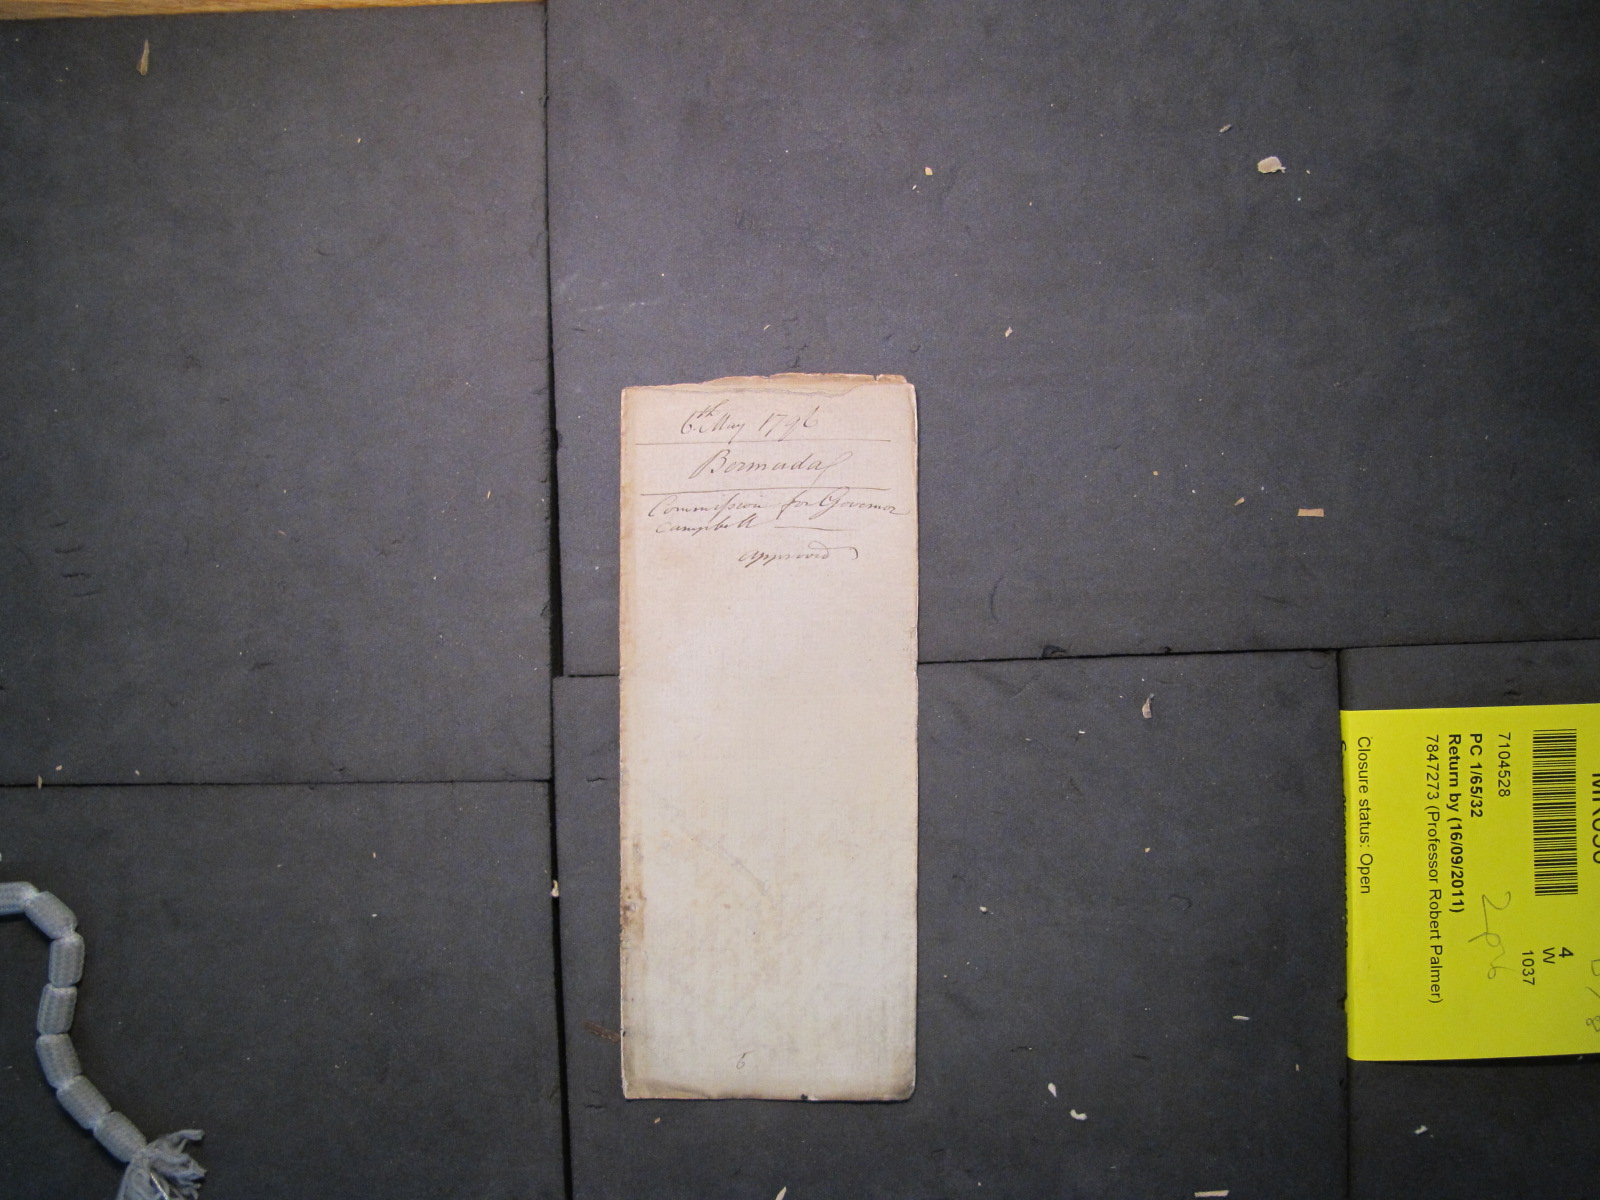 6th May 1796
Bermudas
Commission for Governor
Campbell
approved
6
4
W
1037
7104528
PC 1/65/32
Return by (16/09/2011)
7847273 (Professor Robert Palmer)
Closure status: Open